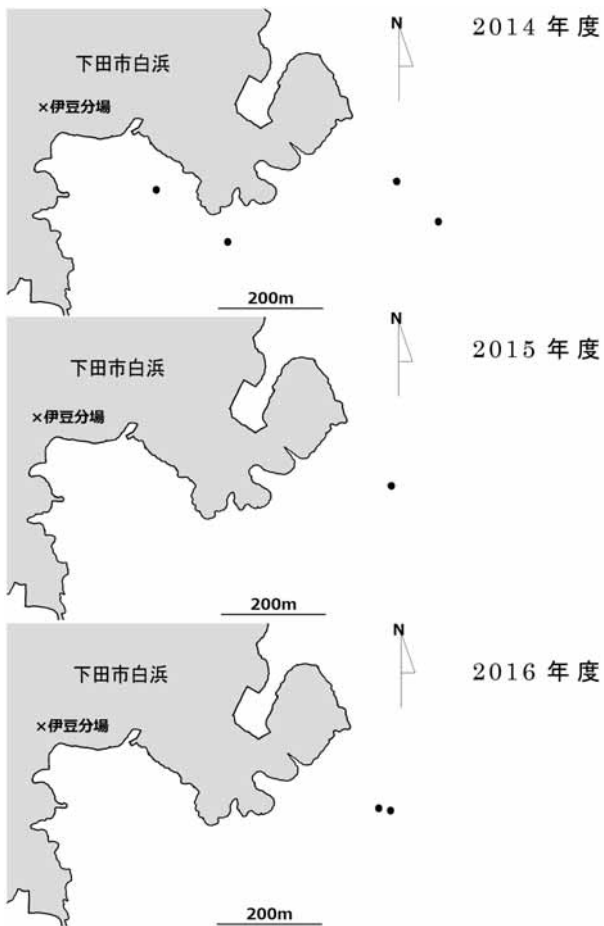 N
2014 年 度
下田市白浜
×伊豆分場
200m
N
2015 年 度
下田市白浜
×伊豆分場
200m
N
2016 年 度
下田市白浜
×伊豆分場
200m